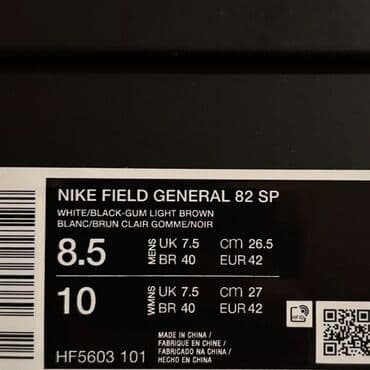 NIKE FIELD GENERAL 82 SP
WHITE/BLACK-GUM LIGHT BROWN
BLANC/BRUN CLAIR GOMME/NOIR
8.5 MENS UK 7.5 cm 26.5
BR 40 EUR 42
10 WMNS UK 7.5 cm 27
BR 40 EUR 42
MADE IN CHINA /
FABRIQUE EN CHINE /
FABRICADO NA CHINA /
HECHO EN CHINA
HF5603 101